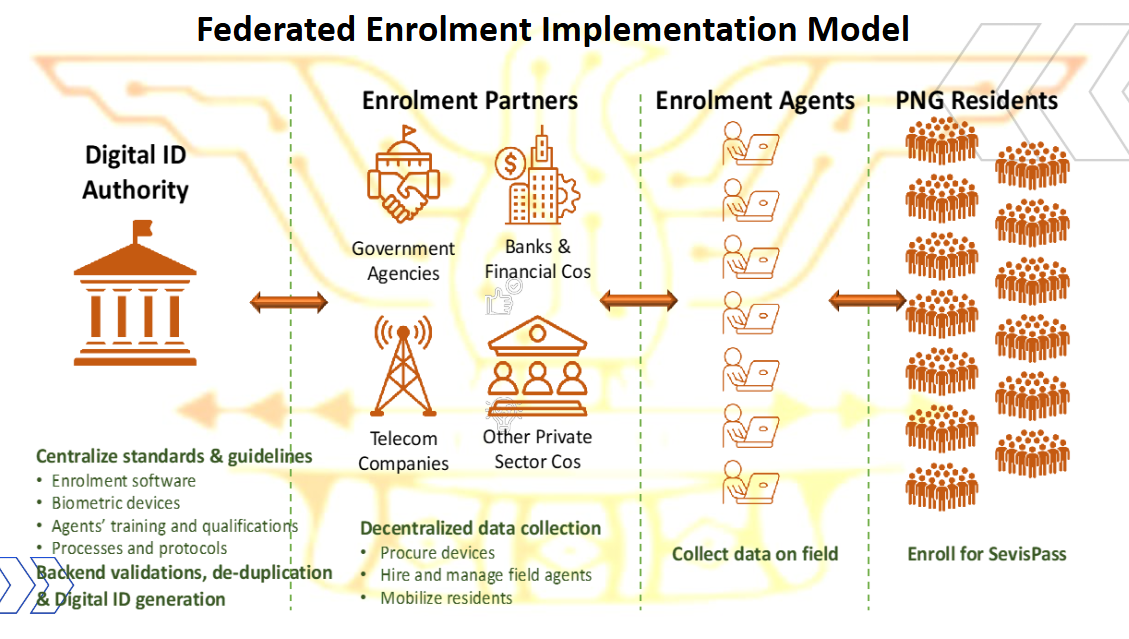 Federated Enrolment Implementation Model
Digital ID
Authority
Centralize standards & guidelines
• Enrolment software
• Biometric devices
• Agents' training and qualifications
• Processes and protocols
Backend validations, de-duplication
& Digital ID generation
Enrolment Partners
Government
Agencies
$
Banks &
Financial Cos
Telecom
Companies
Other Private
Sector Cos
Decentralized data collection
• Procure devices
• Hire and manage field agents
• Mobilize residents
Enrolment Agents
Collect data on field
PNG Residents
Enroll for SevisPass